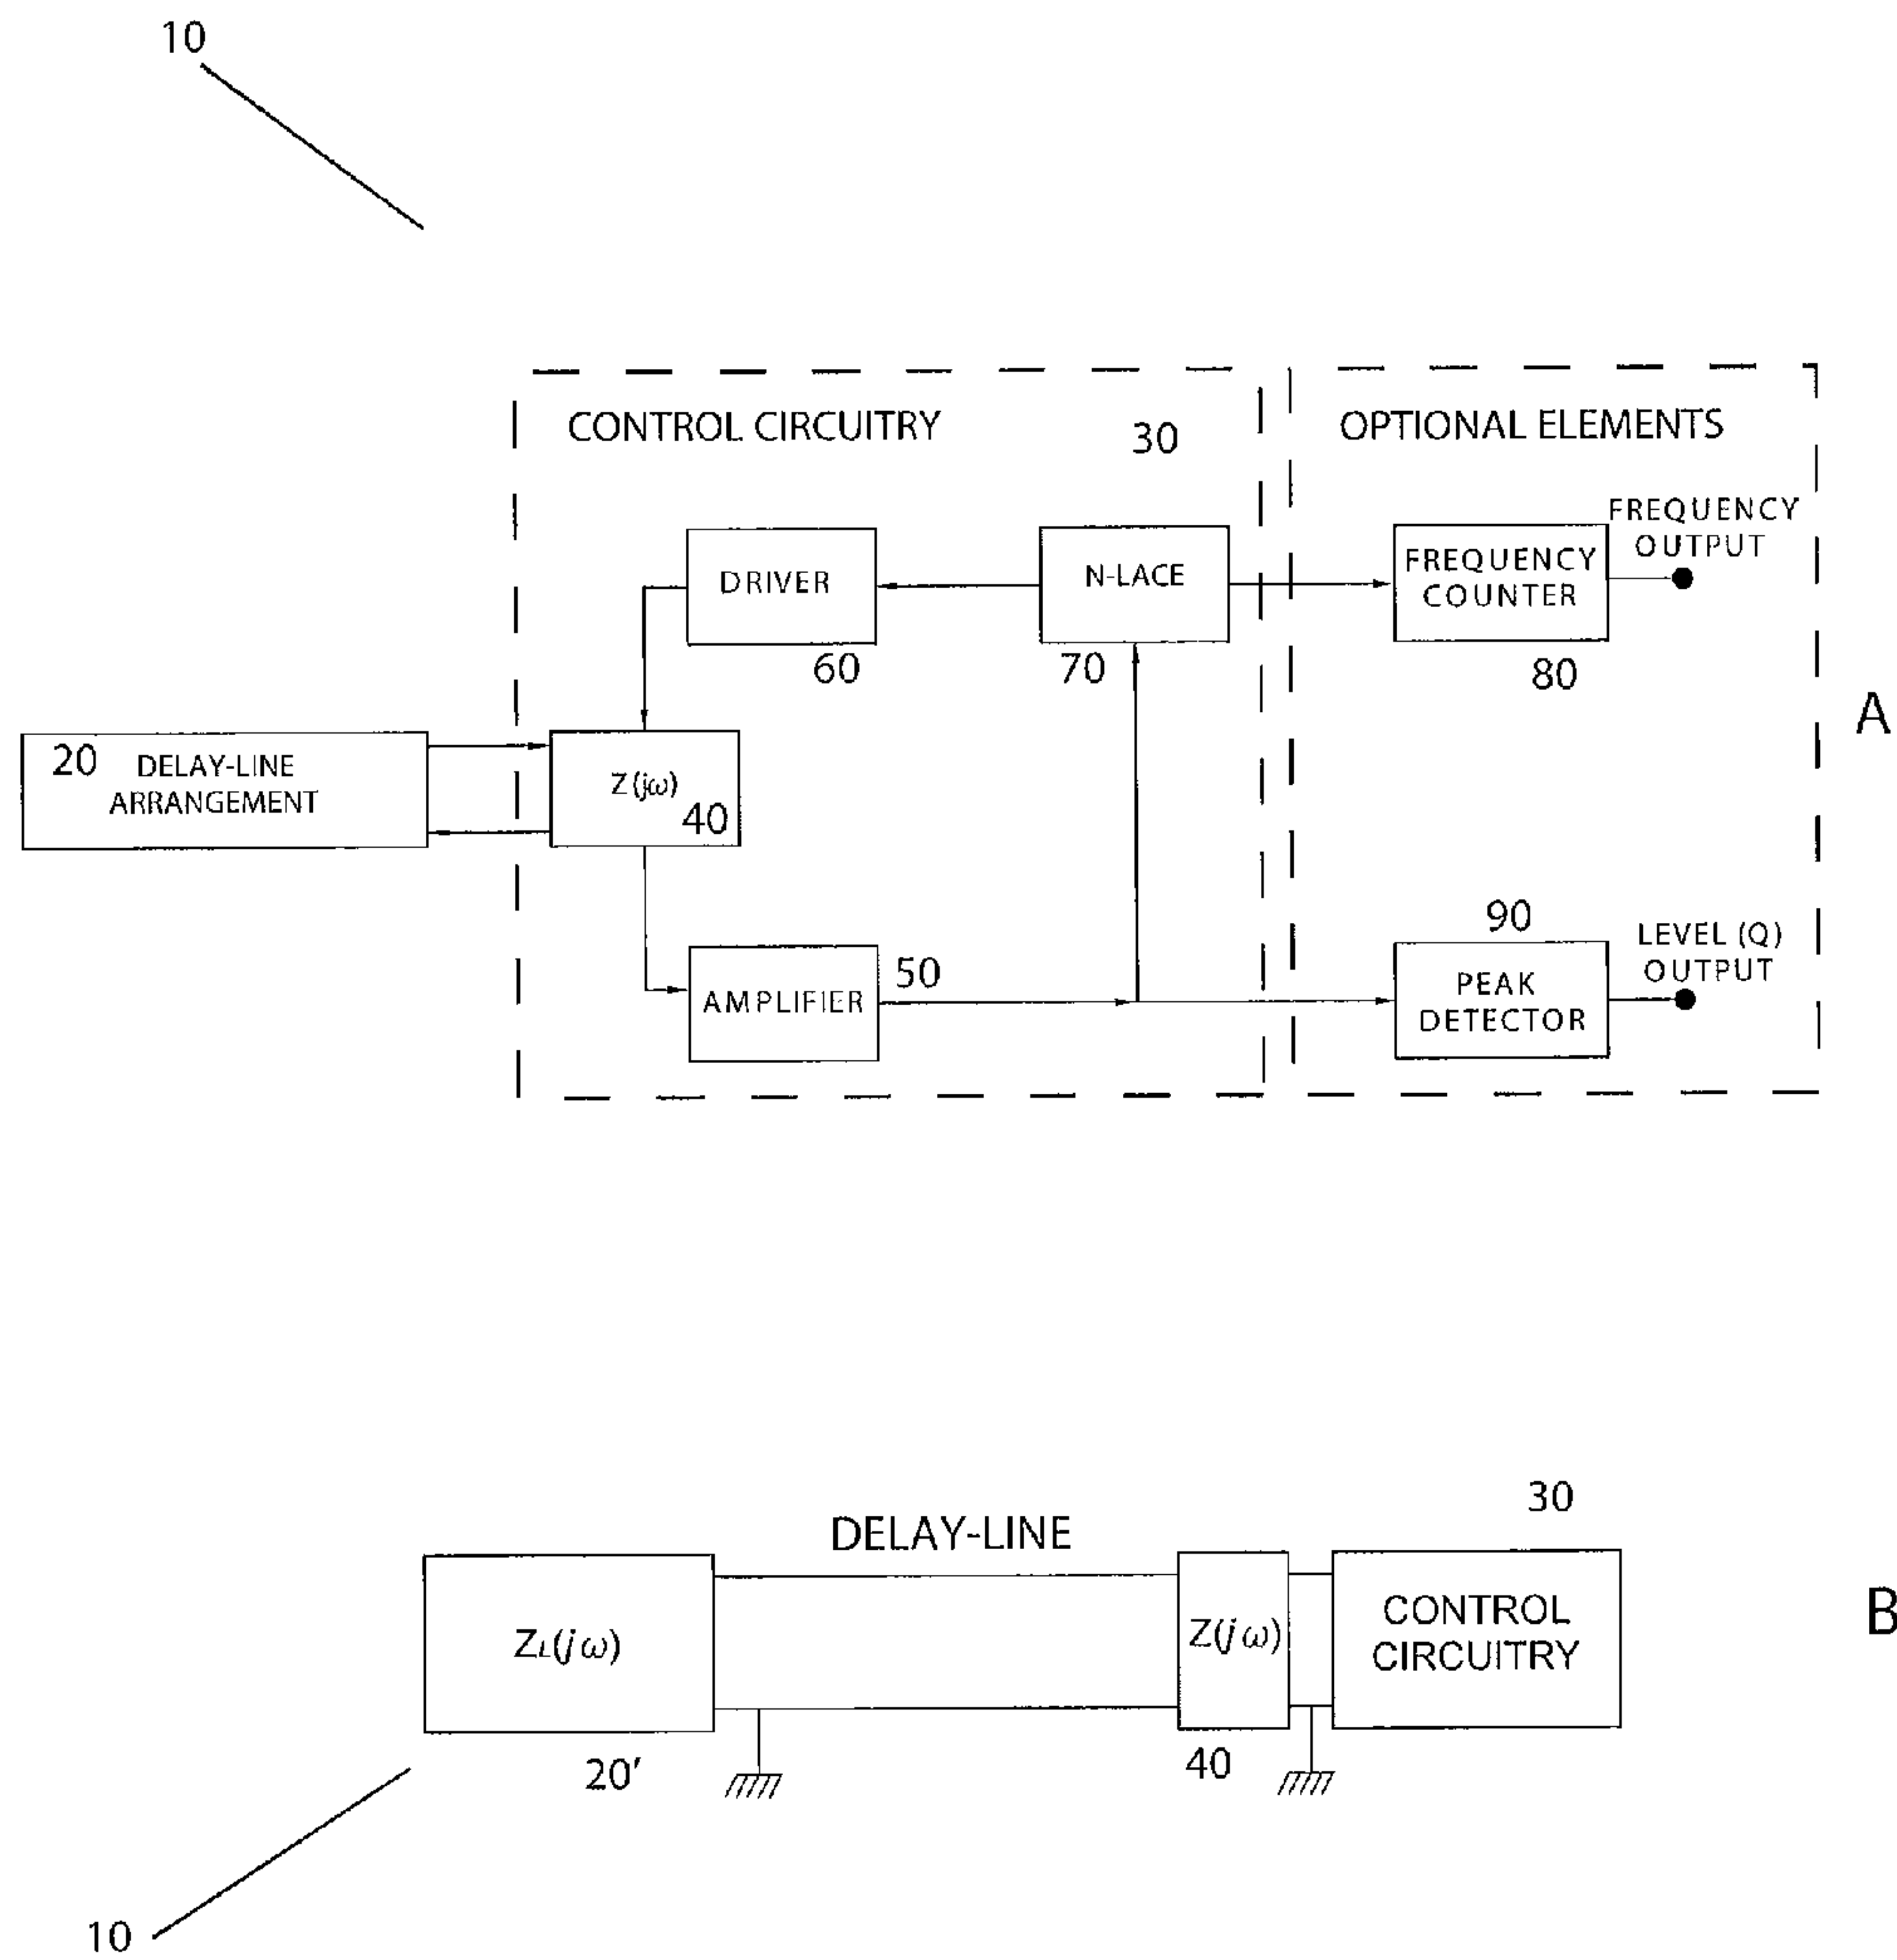 10
CONTROL CIRCUITRY
30
OPTIONAL ELEMENTS
FREQUENCY
OUTPUT
DRIVER
60
N-LACE
70
FREQUENCY
COUNTER
80
A
20 DELAY-LINE
ARRANGEMENT
Z(jω)
40
AMPLIFIER
50
90
PEAK
DETECTOR
LEVEL (Q)
OUTPUT
30
DELAY-LINE
ZL(jω)
20'
Z(jω)
40
CONTROL
CIRCUITRY
B
10